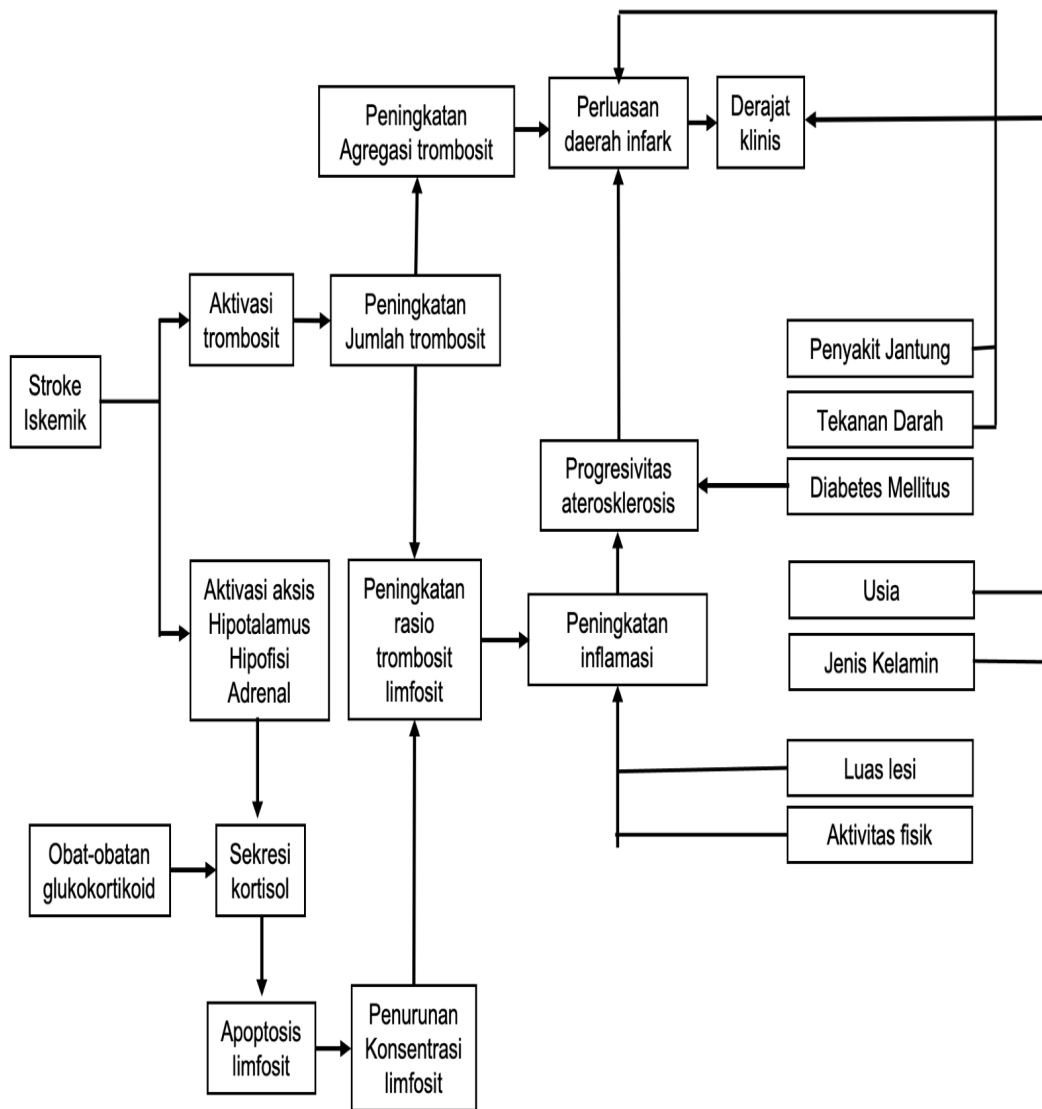 Peningkatan
Agregasi trombosit
Perluasan
daerah infark
Derajat
klinis
Aktivasi
trombosit
Peningkatan
Jumlah trombosit
Penyakit Jantung
Stroke
Iskemik
Tekanan Darah
Progresivitas
aterosklerosis
Diabetes Mellitus
Aktivasi aksis
Hipotalamus
Hipofisi
Adrenal
Peningkatan
rasio
trombosit
limfosit
Peningkatan
inflamasi
Usia
Jenis Kelamin
Luas lesi
Aktivitas fisik
Obat-obatan
glukokortikoid
Sekresi
kortisol
Apoptosis
limfosit
Penurunan
Konsentrasi
limfosit